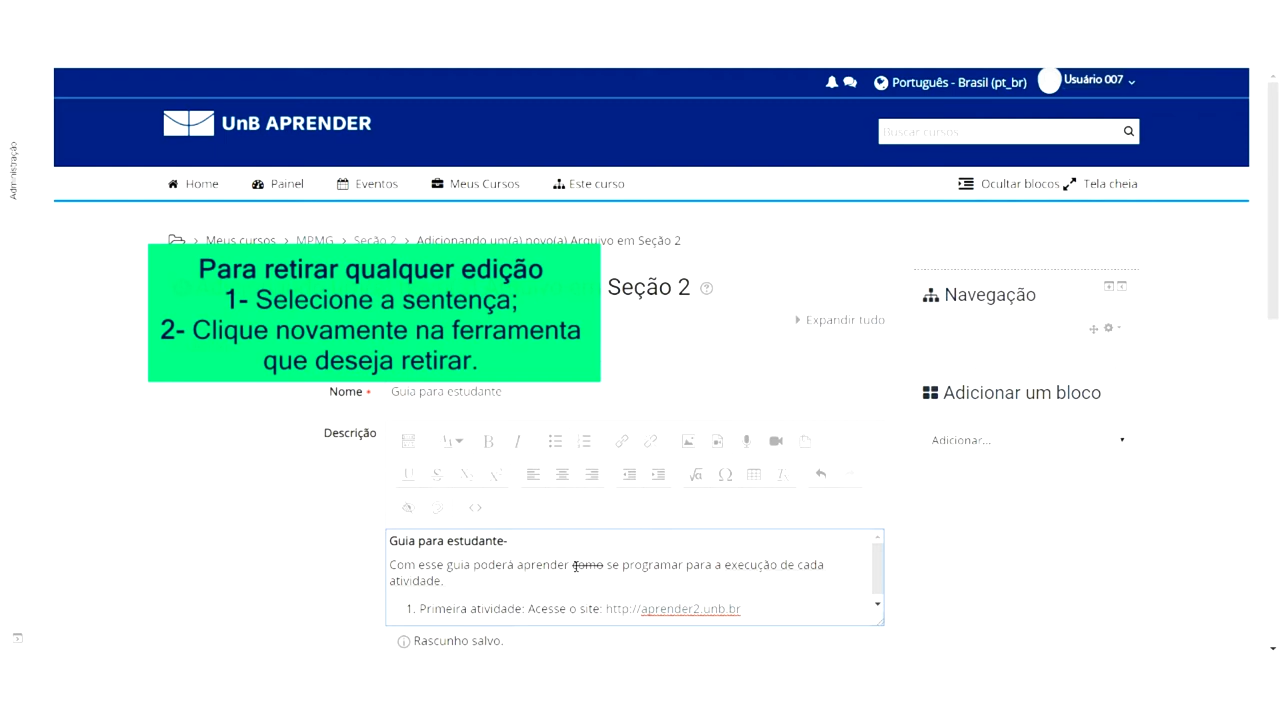 Português - Brasil (pt_br) Usuário 007
UnB APRENDER
Buscar cursos
Administração
Home Painel Eventos Meus Cursos Este curso Ocultar blocos Tela cheia
Meus cursos > MPMG > Seção 2 > Adicionando um(a) novo(a) Arquivo em Seção 2
Para retirar qualquer edição
1- Selecione a sentença;
2- Clique novamente na ferramenta
que deseja retirar.
Seção 2
Expandir tudo
Navegação
Nome Guia para estudante
Adicionar um bloco
Descrição
Adicionar...
Guia para estudante-
Com esse guia poderá aprender como se programar para a execução de cada
atividade.
1. Primeira atividade: Acesse o site: http://aprender2.unb.br
Rascunho salvo.